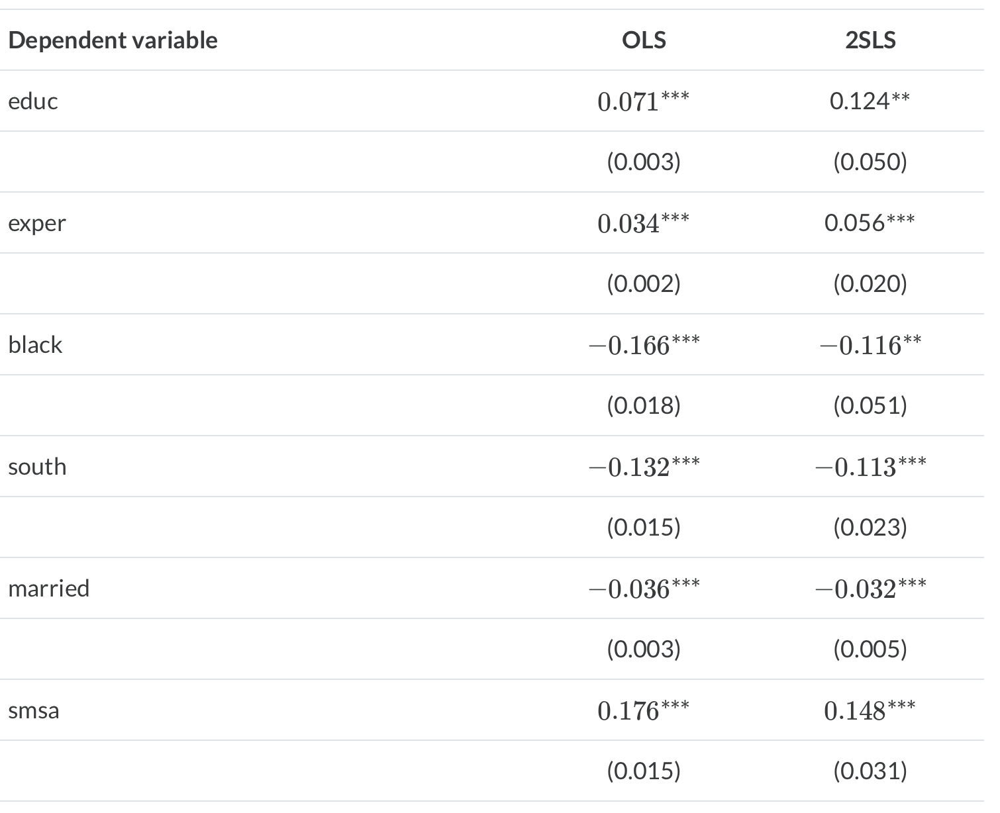 Dependent variable OLS 2SLS
educ 0.071*** 0.124**
(0.003) (0.050)
exper 0.034*** 0.056***
(0.002) (0.020)
black −0.166*** −0.116**
(0.018) (0.051)
south −0.132*** −0.113***
(0.015) (0.023)
married −0.036*** −0.032***
(0.003) (0.005)
smsa 0.176*** 0.148***
(0.015) (0.031)